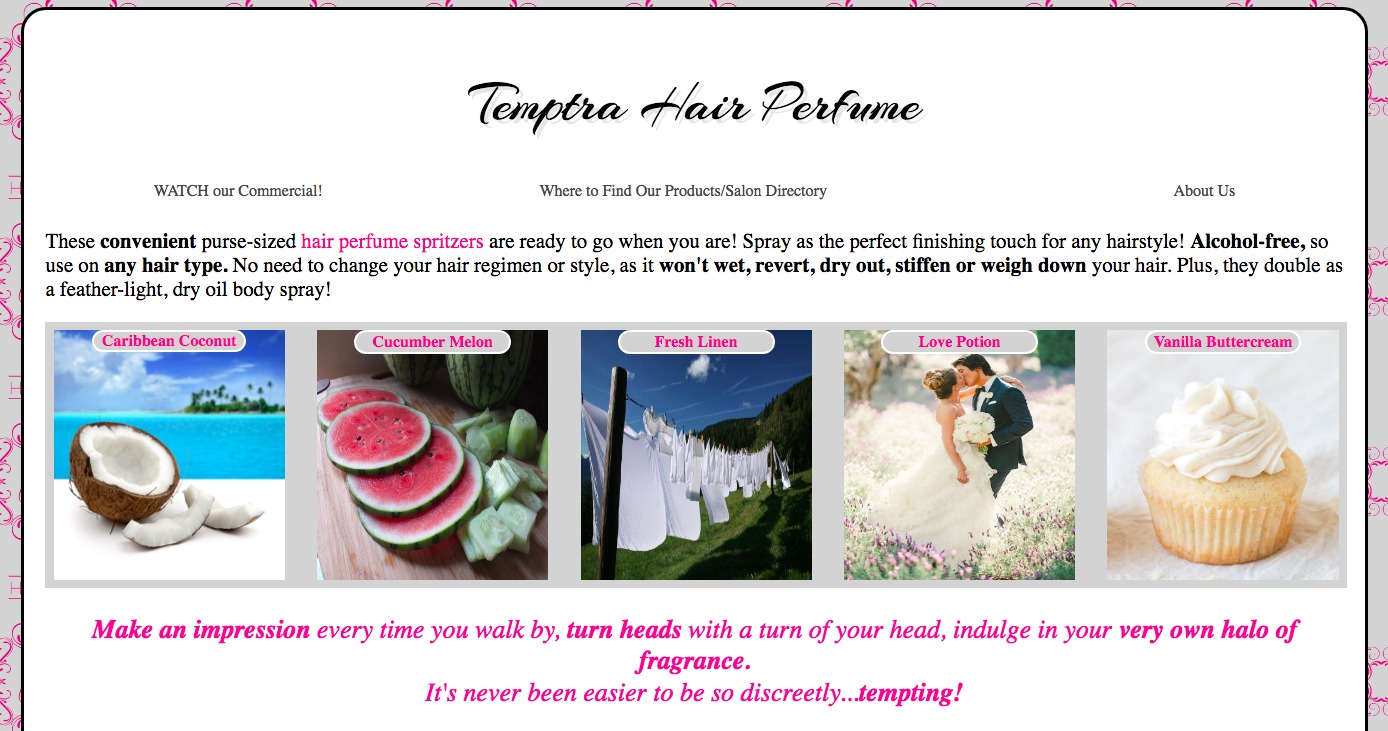 Temptra Hair Perfume
WATCH our Commercial! Where to Find Our Products/Salon Directory About Us
These convenient purse-sized hair perfume spritzers are ready to go when you are! Spray as the perfect finishing touch for any hairstyle! Alcohol-free, so
use on any hair type. No need to change your hair regimen or style, as it won't wet, revert, dry out, stiffen or weigh down your hair. Plus, they double as
a feather-light, dry oil body spray!
Caribbean Coconut Cucumber Melon Fresh Linen Love Potion Vanilla Buttercream
Make an impression every time you walk by, turn heads with a turn of your head, indulge in your very own halo of
fragrance.
It's never been easier to be so discreetly...tempting!